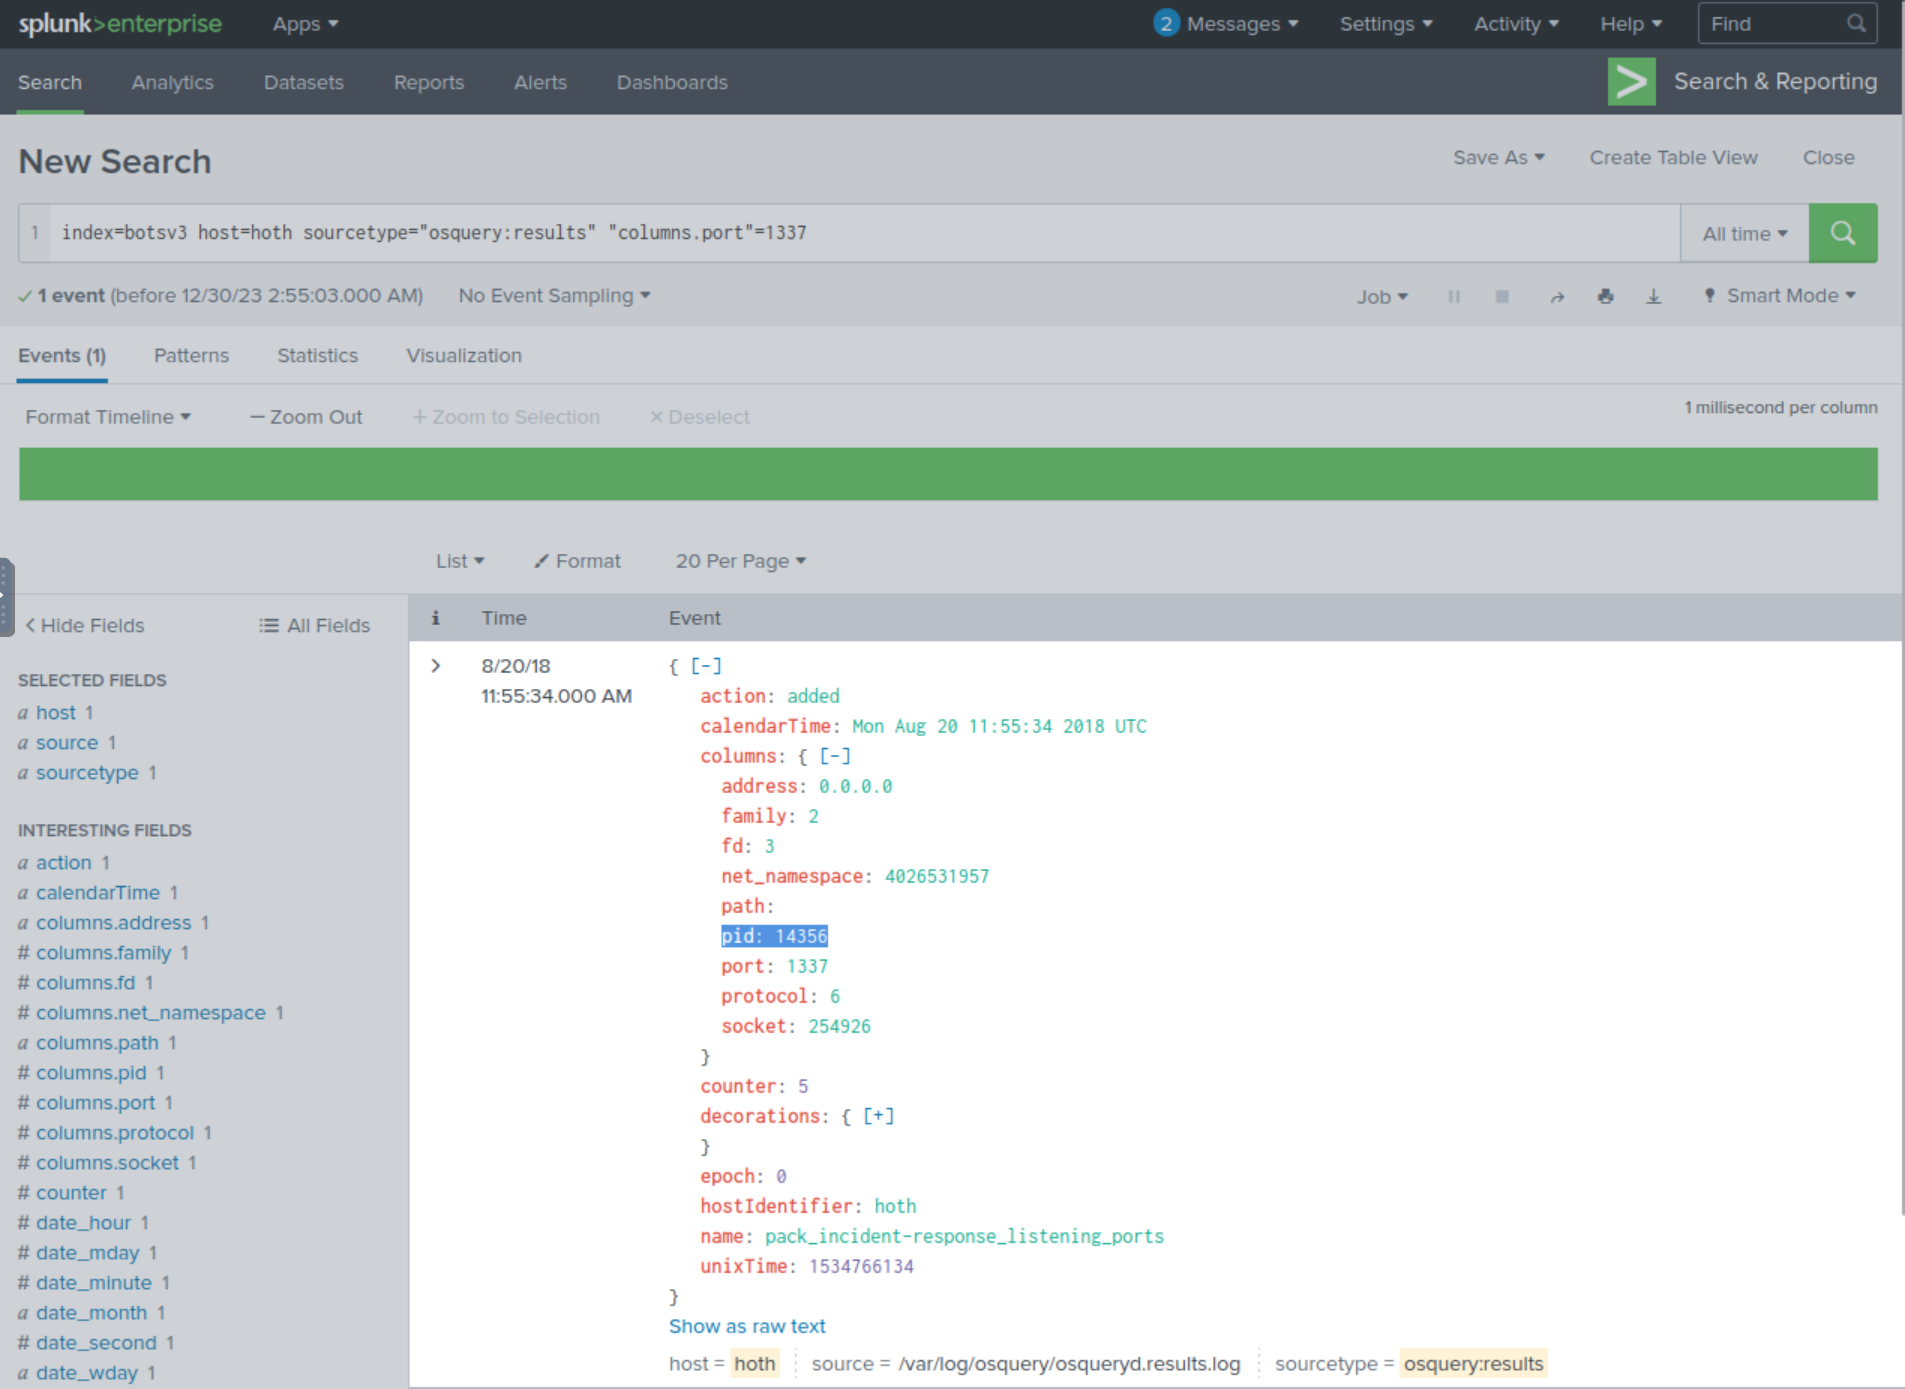 splunk>enterprise Apps 2 Messages Settings Activity Help Find
Search Analytics Datasets Reports Alerts Dashboards Search & Reporting
New Search Save As Create Table View Close
1 index=botsv3 host=hoth sourcetype="osquery:results" "columns.port"=1337 All time
✓ 1 event (before 12/30/23 2:55:03.000 AM) No Event Sampling Job Smart Mode
Events (1) Patterns Statistics Visualization
Format Timeline — Zoom Out + Zoom to Selection × Deselect 1 millisecond per column
List Format 20 Per Page
< Hide Fields All Fields
SELECTED FIELDS
a host 1
a source 1
a sourcetype 1
INTERESTING FIELDS
a action 1
a calendarTime 1
a columns.address 1
# columns.family 1
# columns.fd 1
# columns.net_namespace 1
a columns.path 1
# columns.pid 1
# columns.port 1
# columns.protocol 1
# columns.socket 1
# counter 1
# date_hour 1
# date_mday 1
# date_minute 1
a date_month 1
# date_second 1
a date_wday 1
i Time Event
> 8/20/18
11:55:34.000 AM
{ [-]
action: added
calendarTime: Mon Aug 20 11:55:34 2018 UTC
columns: { [-]
address: 0.0.0.0
family: 2
fd: 3
net_namespace: 4026531957
path:
pid: 14356
port: 1337
protocol: 6
socket: 254926
}
counter: 5
decorations: { [+]
}
epoch: 0
hostIdentifier: hoth
name: pack_incident-response_listening_ports
unixTime: 1534766134
}
Show as raw text
host = hoth source = /var/log/osquery/osqueryd.results.log sourcetype = osquery:results